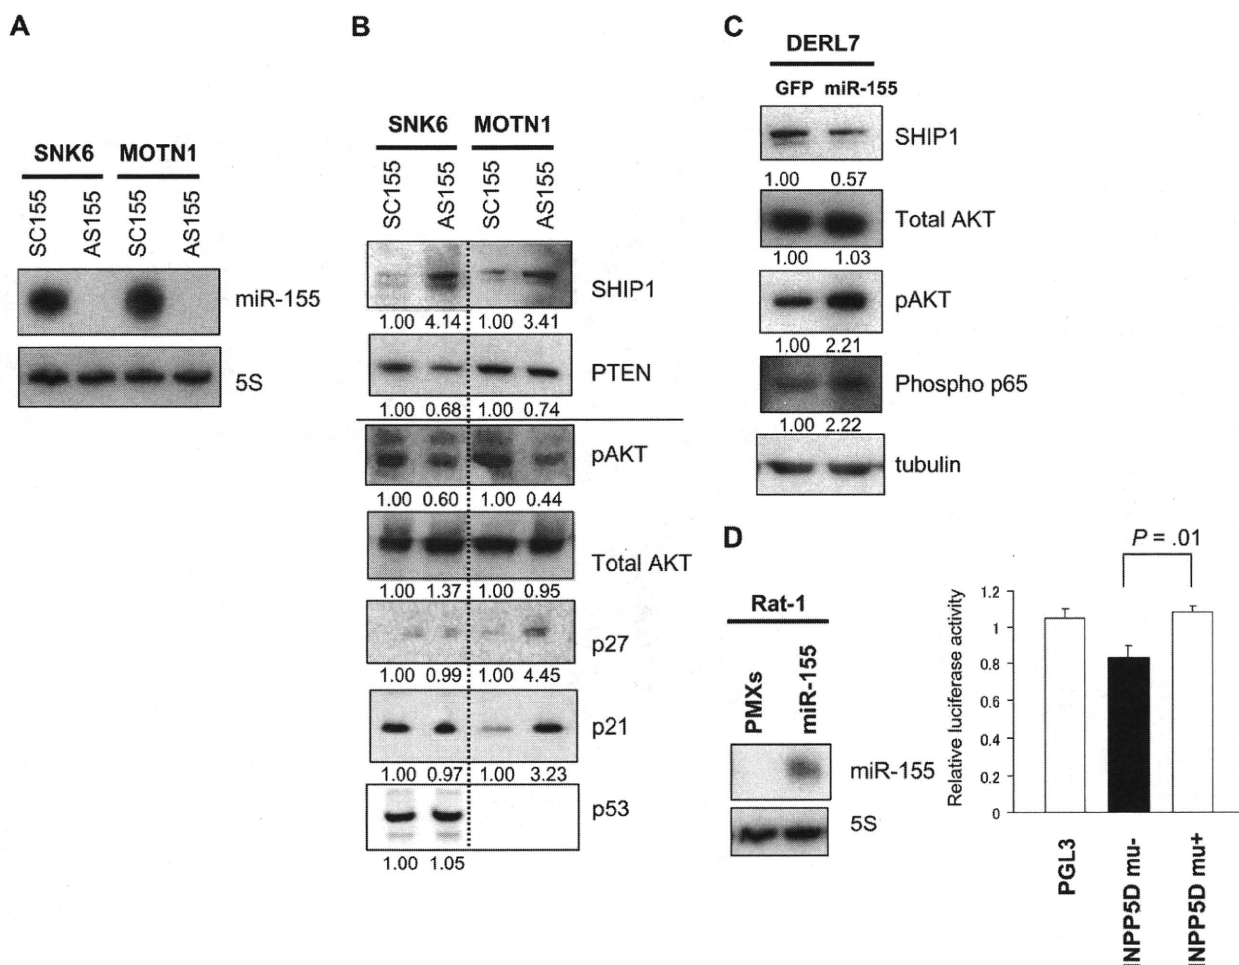 A
SNK6 MOTN1
SC155 AS155 SC155 AS155
miR-155
5S
B
SNK6 MOTN1
SC155 AS155 SC155 AS155
SHIP1
1.00 4.14 1.00 3.41
PTEN
1.00 0.68 1.00 0.74
pAKT
1.00 0.60 1.00 0.44
Total AKT
1.00 1.37 1.00 0.95
p27
1.00 0.99 1.00 4.45
p21
1.00 0.97 1.00 3.23
p53
1.00 1.05
C
DERL7
GFP miR-155
SHIP1
1.00 0.57
Total AKT
1.00 1.03
pAKT
1.00 2.21
Phospho p65
1.00 2.22
tubulin
D
Rat-1
PMXs miR-155
miR-155
5S
P = .01
Relative luciferase activity
1.2
1
0.8
0.6
0.4
0.2
0
PGL3
INPP5D mu-
INPP5D mu+